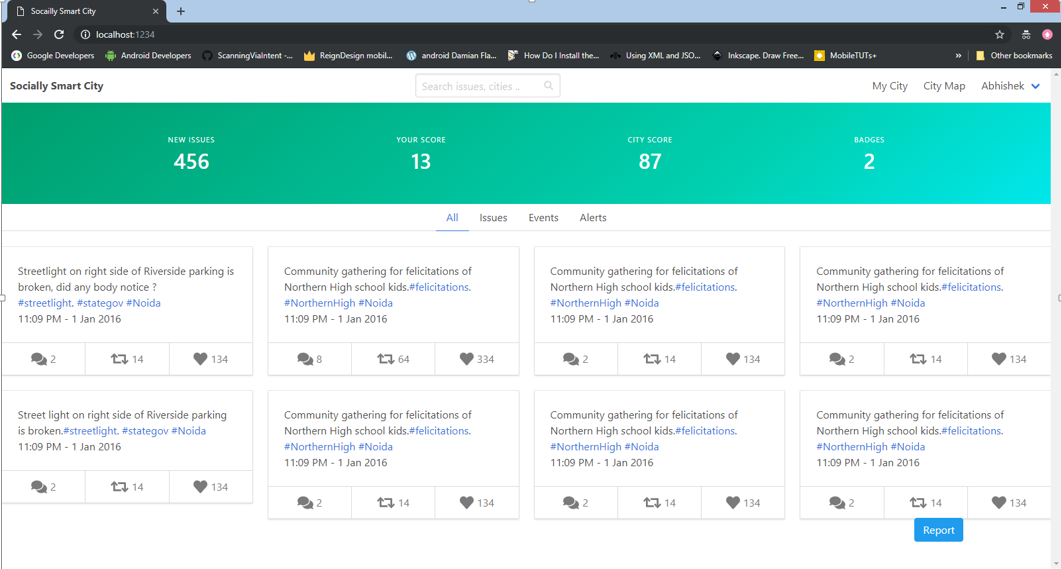 Socailly Smart City
localhost:1234
Google Developers Android Developers ScanningViaIntent -... ReignDesign mobil... android Damian Fla... How Do I Install the... Using XML and JSO... Inkscape. Draw Free... MobileTUTs+ » Other bookmarks
Socially Smart City Search issues, cities .. My City City Map Abhishek
NEW ISSUES YOUR SCORE CITY SCORE BADGES
456 13 87 2
All Issues Events Alerts
Streetlight on right side of Riverside parking is
broken, did any body notice ?
#streetlight. #stategov #Noida
11:09 PM - 1 Jan 2016
2 14 134
Community gathering for felicitations of
Northern High school kids.#felicitations.
#NorthernHigh #Noida
11:09 PM - 1 Jan 2016
8 64 334
Community gathering for felicitations of
Northern High school kids.#felicitations.
#NorthernHigh #Noida
11:09 PM - 1 Jan 2016
2 14 134
Community gathering for felicitations of
Northern High school kids.#felicitations.
#NorthernHigh #Noida
11:09 PM - 1 Jan 2016
2 14 134
Street light on right side of Riverside parking
is broken.#streetlight. #stategov #Noida
11:09 PM - 1 Jan 2016
2 14 134
Community gathering for felicitations of
Northern High school kids.#felicitations.
#NorthernHigh #Noida
11:09 PM - 1 Jan 2016
2 14 134
Community gathering for felicitations of
Northern High school kids.#felicitations.
#NorthernHigh #Noida
11:09 PM - 1 Jan 2016
2 14 134
Community gathering for felicitations of
Northern High school kids.#felicitations.
#NorthernHigh #Noida
11:09 PM - 1 Jan 2016
2 14 134
Report